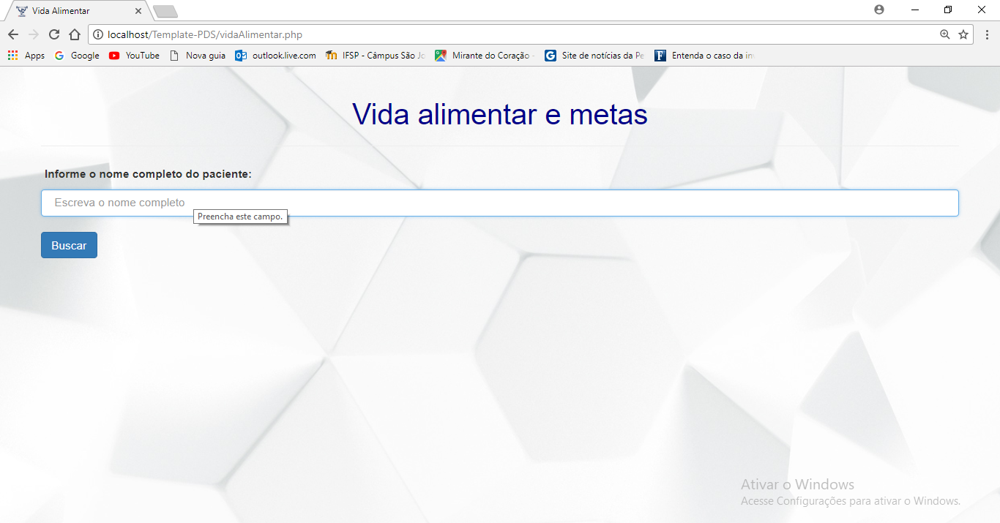 Vida Alimentar
localhost/Template-PDS/vidaAlimentar.php
Apps Google YouTube Nova guia outlook.live.com IFSP - Câmpus São Jo Mirante do Coração - Site de notícias da Pe Entenda o caso da in
Vida alimentar e metas
Informe o nome completo do paciente:
Escreva o nome completo
Preencha este campo.
Buscar
Ativar o Windows
Acesse Configurações para ativar o Windows.